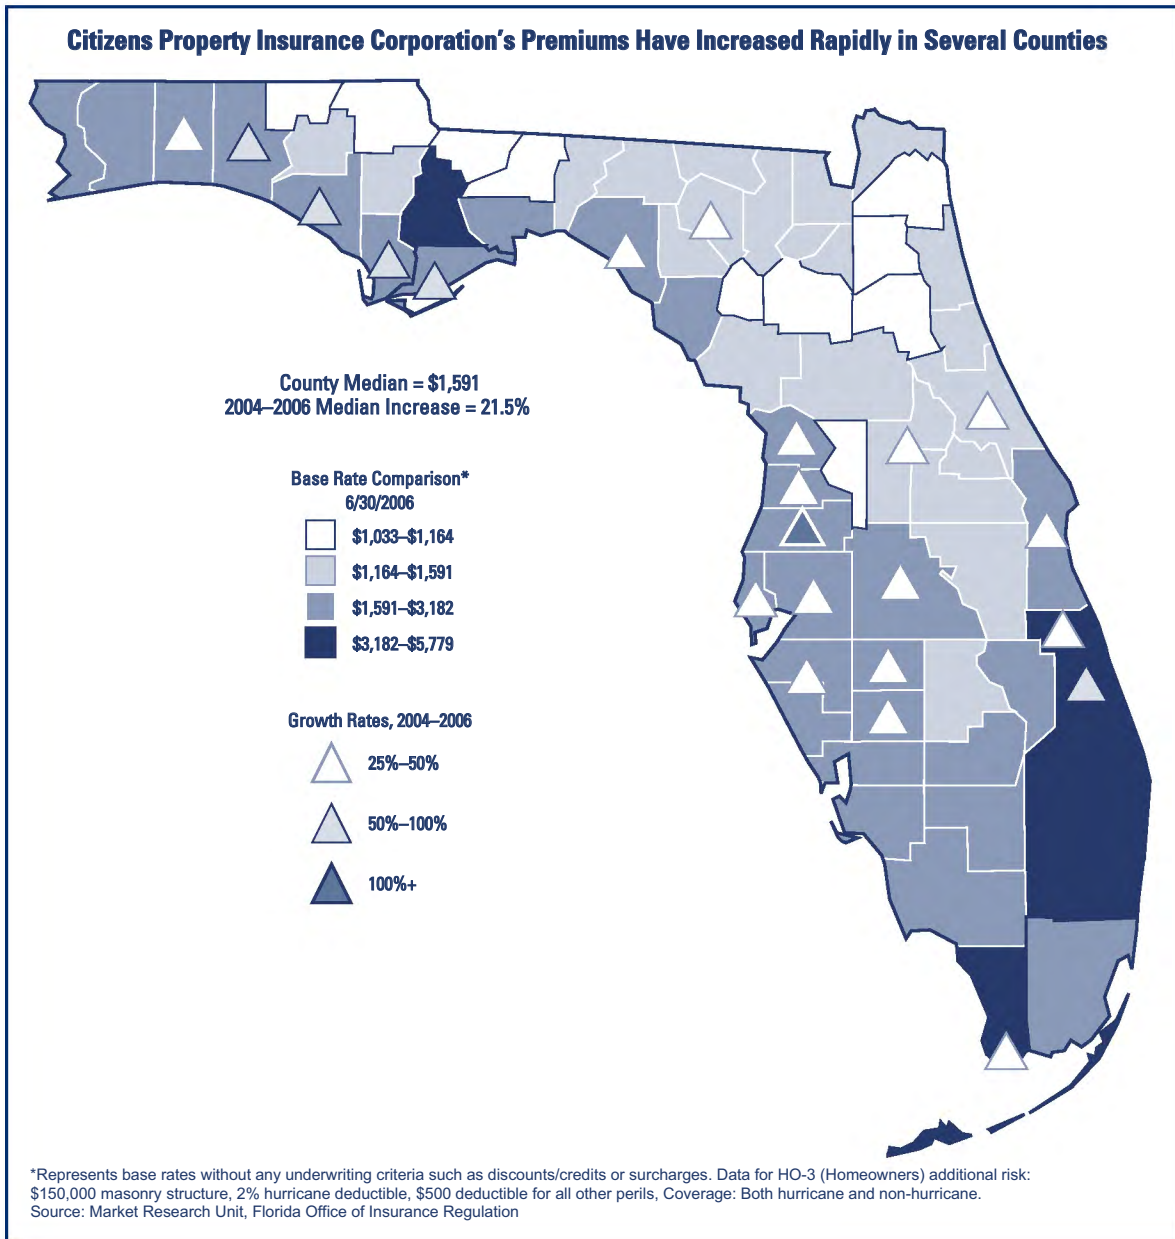 Citizens Property Insurance Corporation's Premiums Have Increased Rapidly in Several Counties
County Median = $1,591
2004–2006 Median Increase = 21.5%
Base Rate Comparison*
6/30/2006
$1,033–$1,164
$1,164–$1,591
$1,591–$3,182
$3,182–$5,779
Growth Rates, 2004–2006
25%–50%
50%–100%
100%+
*Represents base rates without any underwriting criteria such as discounts/credits or surcharges. Data for HO-3 (Homeowners) additional risk:
$150,000 masonry structure, 2% hurricane deductible, $500 deductible for all other perils, Coverage: Both hurricane and non-hurricane.
Source: Market Research Unit, Florida Office of Insurance Regulation